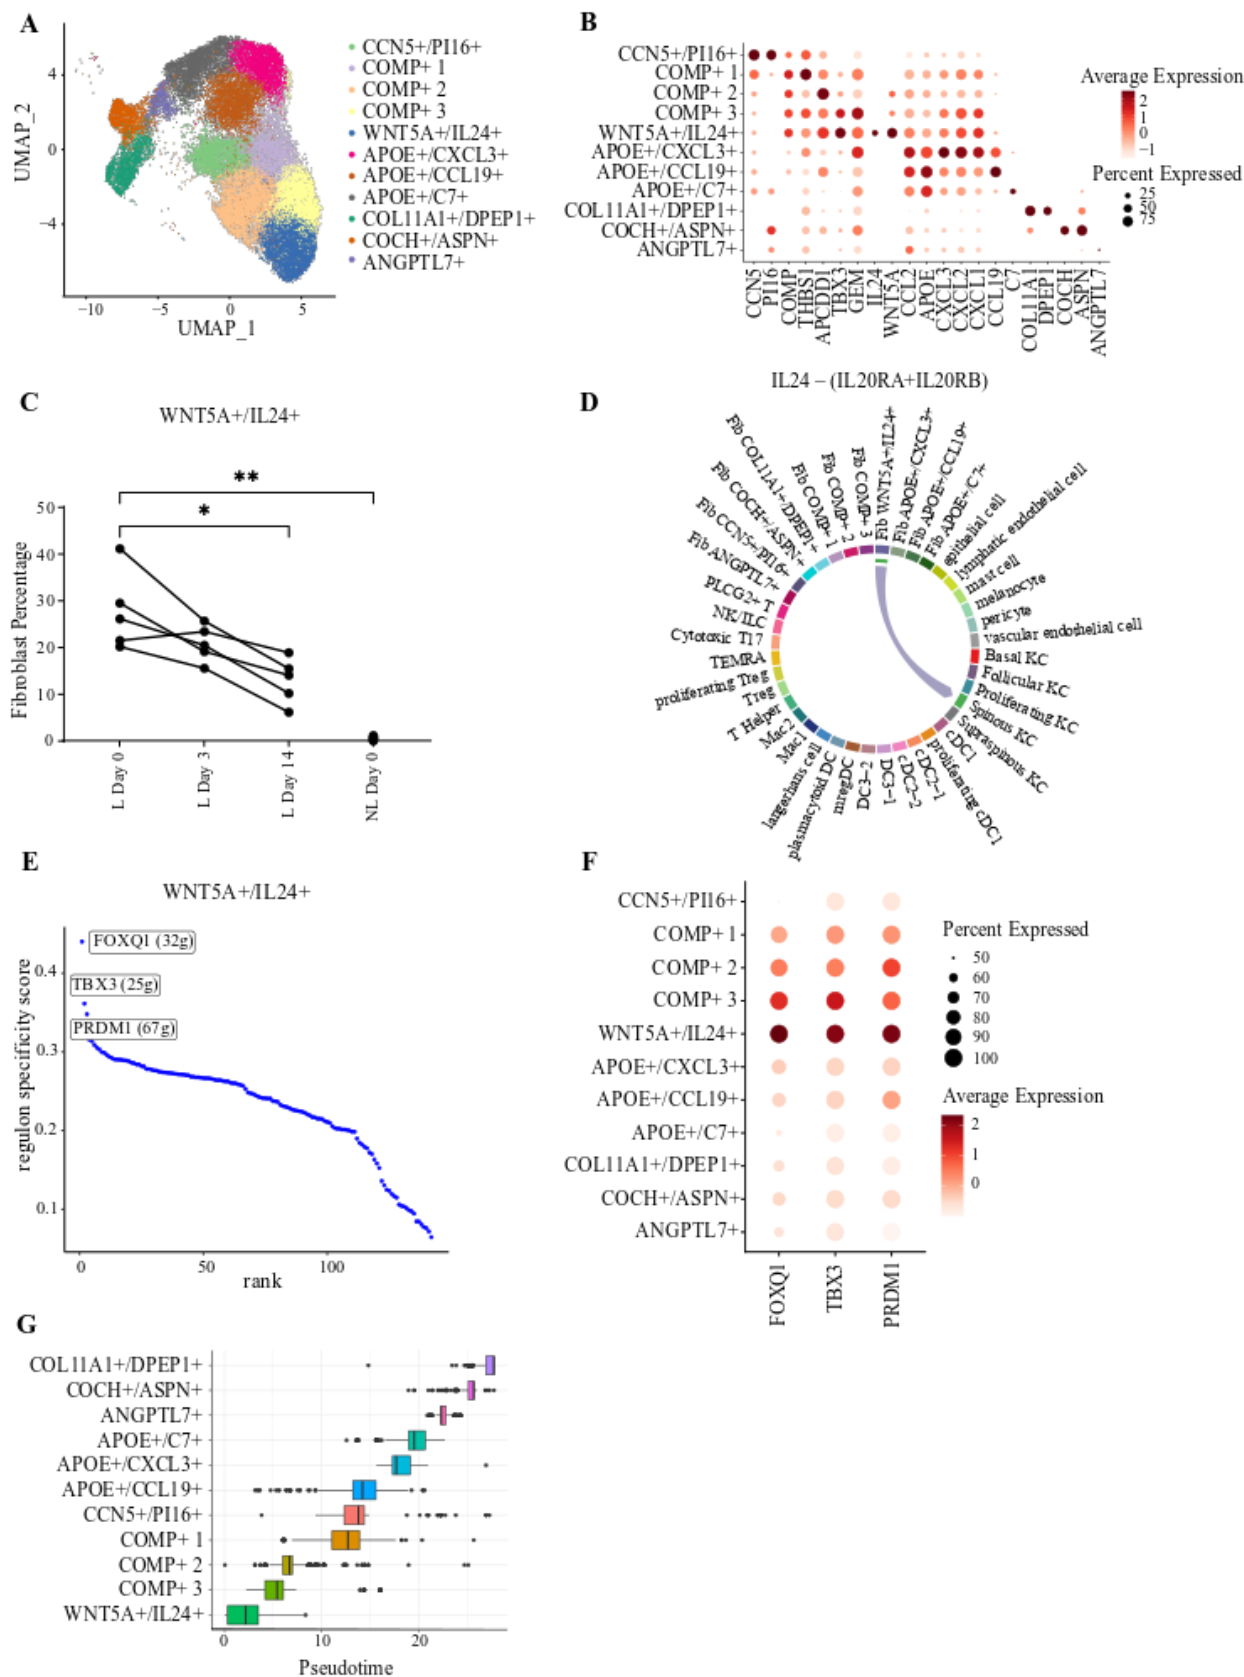 A
UMAP_2
4
0
−4
−10
−5
0
5
UMAP_1
CCN5+/PI16+
COMP+ 1
COMP+ 2
COMP+ 3
WNT5A+/IL24+
APOE+/CXCL3+
APOE+/CCL19+
APOE+/C7+
COL11A1+/DPEP1+
COCH+/ASPN+
ANGPTL7+
B
CCN5+/PI16+
COMP+ 1
COMP+ 2
COMP+ 3
WNT5A+/IL24+
APOE+/CXCL3+
APOE+/CCL19+
APOE+/C7+
COL11A1+/DPEP1+
COCH+/ASPN+
ANGPTL7+
CCN5
PI16
COMP
THBS1
APCDD1
TBX3
GEM
IL24
WNT5A
CCL2
APOE
CXCL3
CXCL2
CXCL1
CCL19
C7
COL11A1
DPEP1
COCH
ASPN
ANGPTL7
Average Expression
2
1
0
−1
Percent Expressed
25
50
75
C
WNT5A+/IL24+
**
*
Fibroblast Percentage
50
40
30
20
10
0
L Day 0
L Day 3
L Day 14
NL Day 0
D
IL24 − (IL20RA+IL20RB)
Fib WNT5A+/IL24+
Fib APOE+/CXCL3+
Fib APOE+/CCL19+
Fib APOE+/C7+
epithelial cell
lymphatic endothelial cell
mast cell
melanocyte
pericyte
vascular endothelial cell
Basal KC
Follicular KC
Proliferating KC
Spinous KC
Supraspinous KC
cDC1
proliferating cDC1
cDC2−1
cDC2−2
DC3−1
DC3−2
mregDC
plasmacytoid DC
langerhans cell
Mac1
Mac2
T Helper
Treg
proliferating Treg
TEMRA
Cytotoxic T17
NK/ILC
PLCG2+ T
Fib ANGPTL7+
Fib CCN5+/PI16+
Fib COCH+/ASPN+
Fib COL11A1+/DPEP1+
Fib COMP+ 1
Fib COMP+ 2
Fib COMP+ 3
E
WNT5A+/IL24+
regulon specificity score
0.4
0.3
0.2
0.1
FOXQ1 (32g)
TBX3 (25g)
PRDM1 (67g)
0
50
100
rank
F
CCN5+/PI16+
COMP+ 1
COMP+ 2
COMP+ 3
WNT5A+/IL24+
APOE+/CXCL3+
APOE+/CCL19+
APOE+/C7+
COL11A1+/DPEP1+
COCH+/ASPN+
ANGPTL7+
FOXQ1
TBX3
PRDM1
Percent Expressed
50
60
70
80
90
100
Average Expression
2
1
0
G
COL11A1+/DPEP1+
COCH+/ASPN+
ANGPTL7+
APOE+/C7+
APOE+/CXCL3+
APOE+/CCL19+
CCN5+/PI16+
COMP+ 1
COMP+ 2
COMP+ 3
WNT5A+/IL24+
0
10
20
Pseudotime